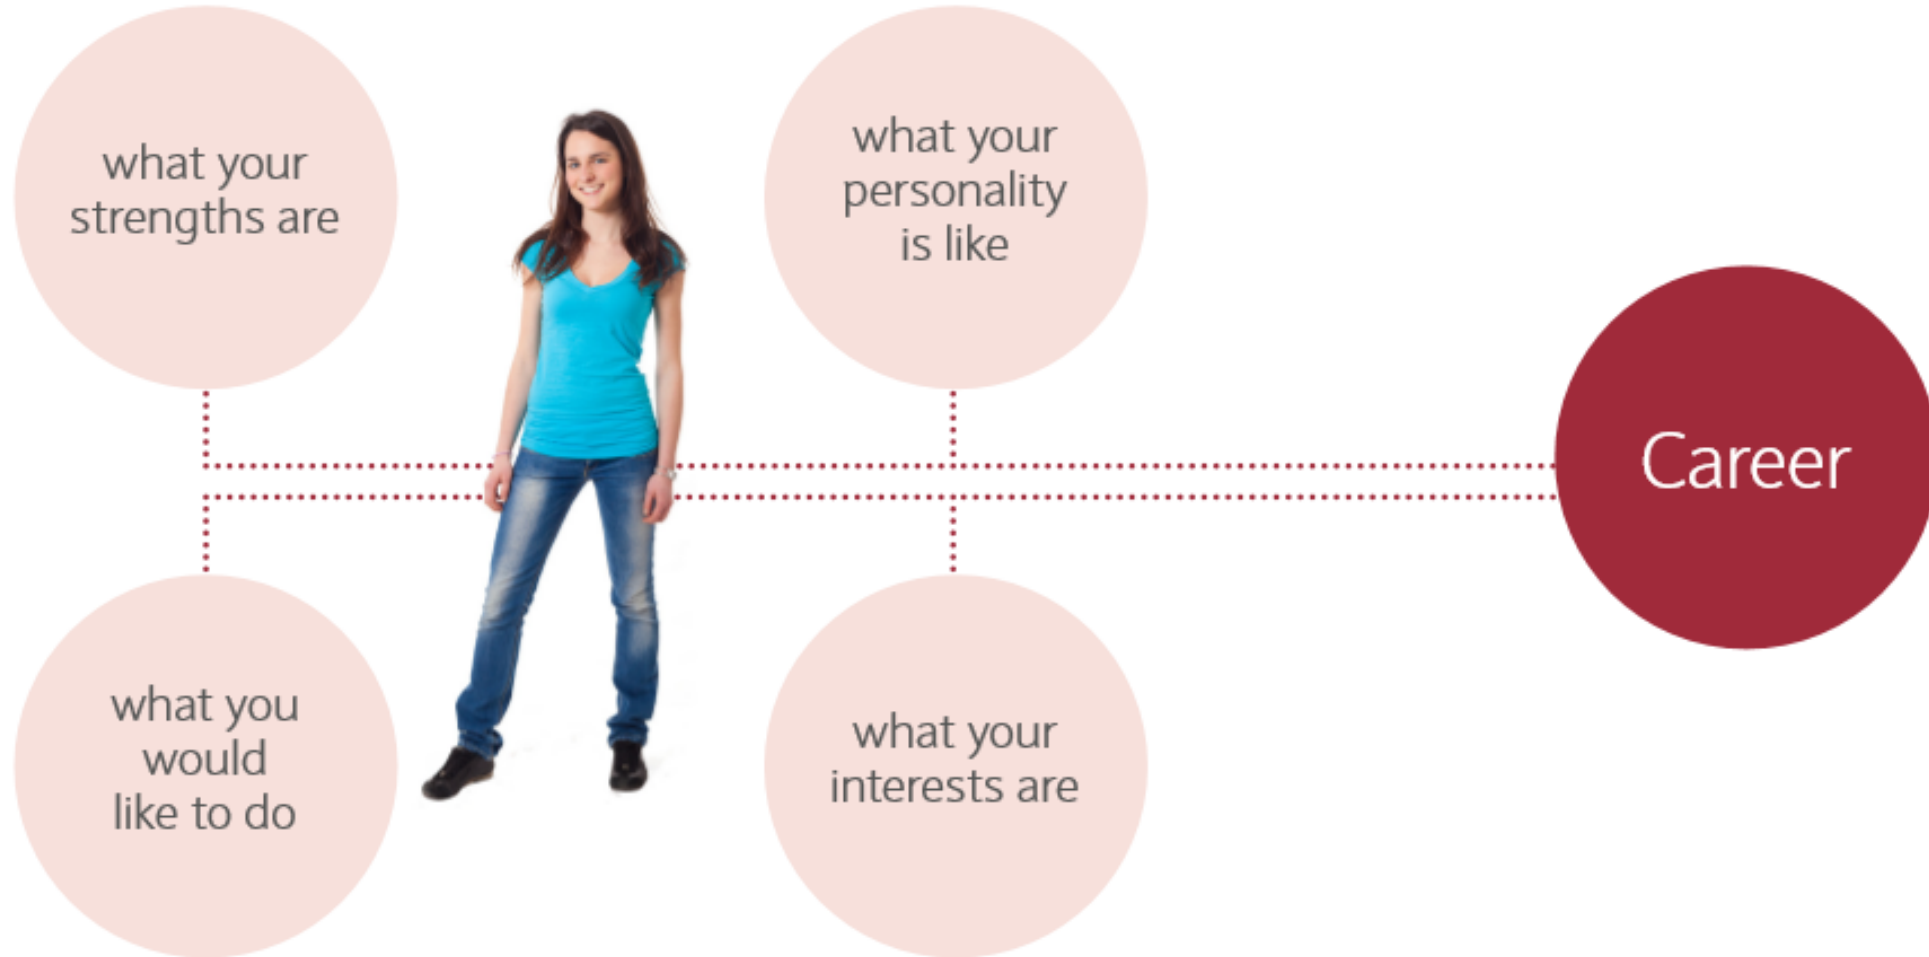 what your
strengths are
what your
personality
is like
Career
what you
would
like to do
what your
interests are